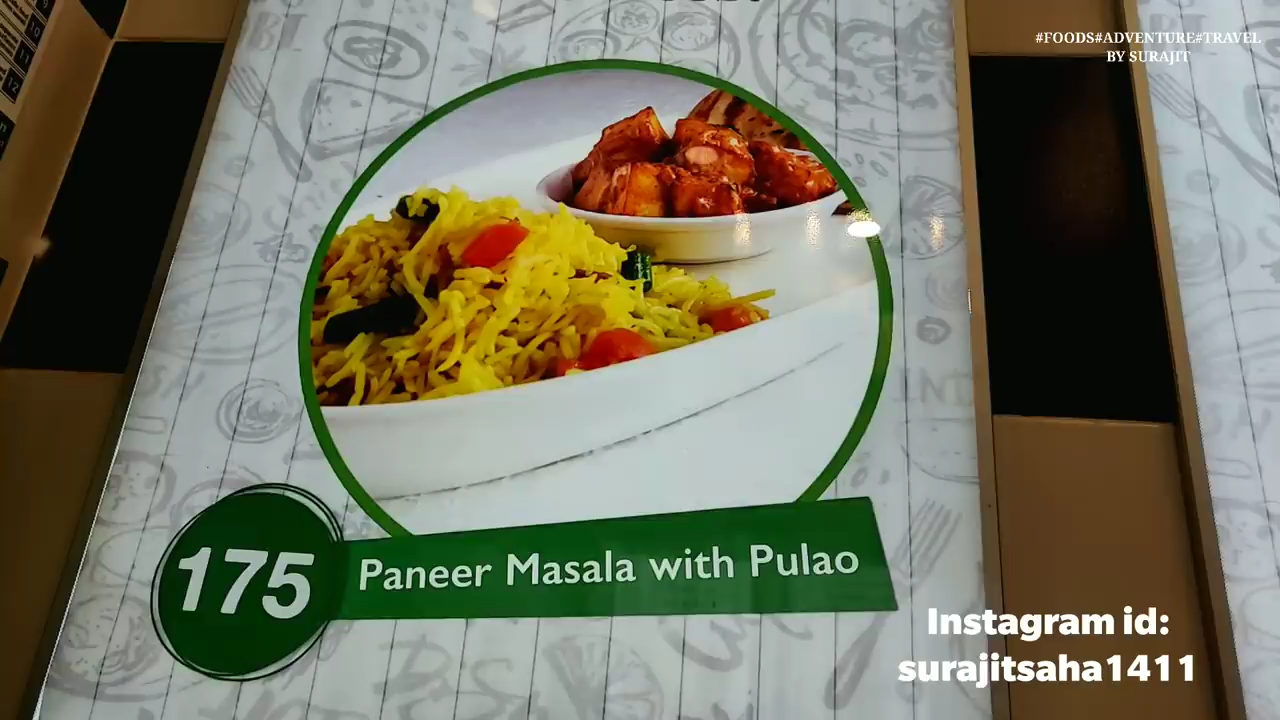 #FOODS#ADVENTURE#TRAVEL
BY SURAJIT
175
Paneer Masala with Pulao
Instagram id:
surajitsaha1411